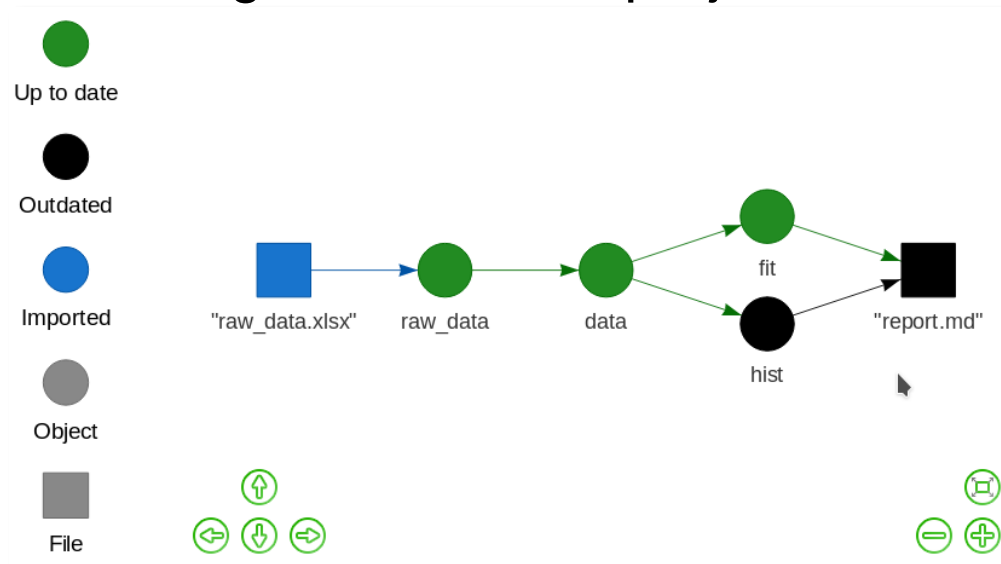 Up to date
Outdated
Imported
Object
File
"raw_data.xlsx"
raw_data
data
fit
hist
"report.md"